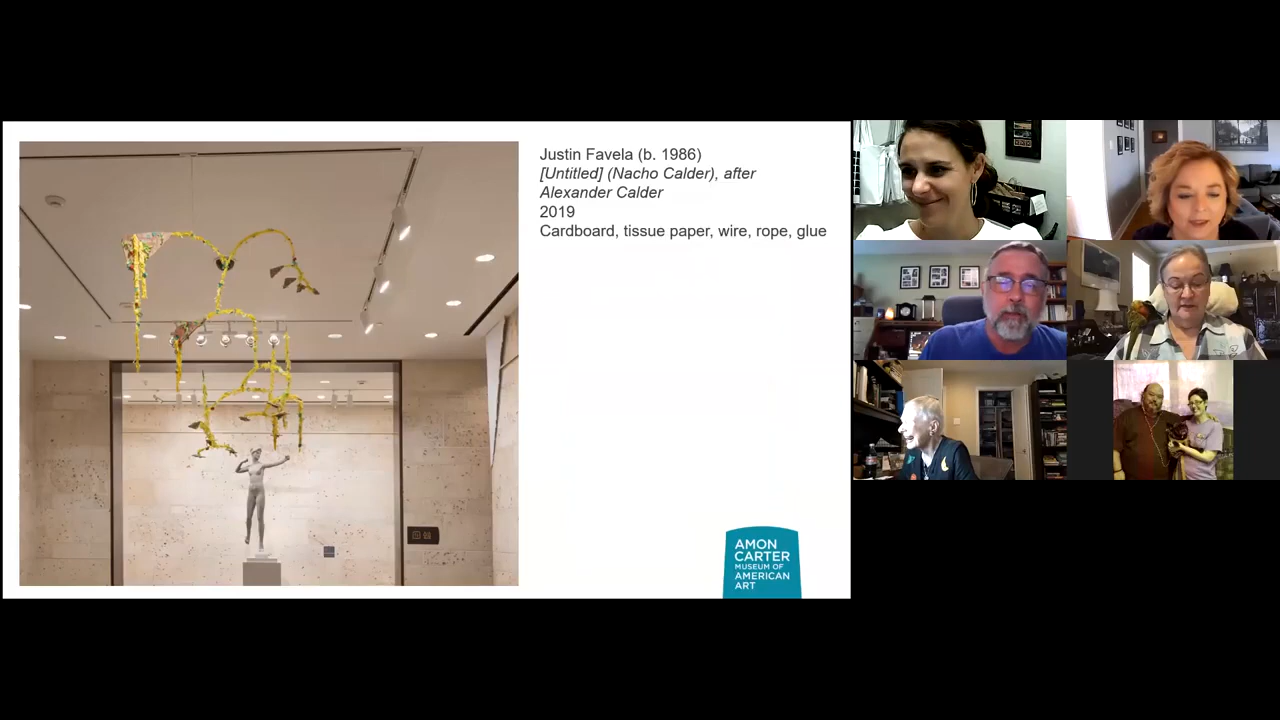 Justin Favela (b. 1986)
[Untitled] (Nacho Calder), after
Alexander Calder
2019
Cardboard, tissue paper, wire, rope, glue
AMON
CARTER
MUSEUM OF
AMERICAN
ART